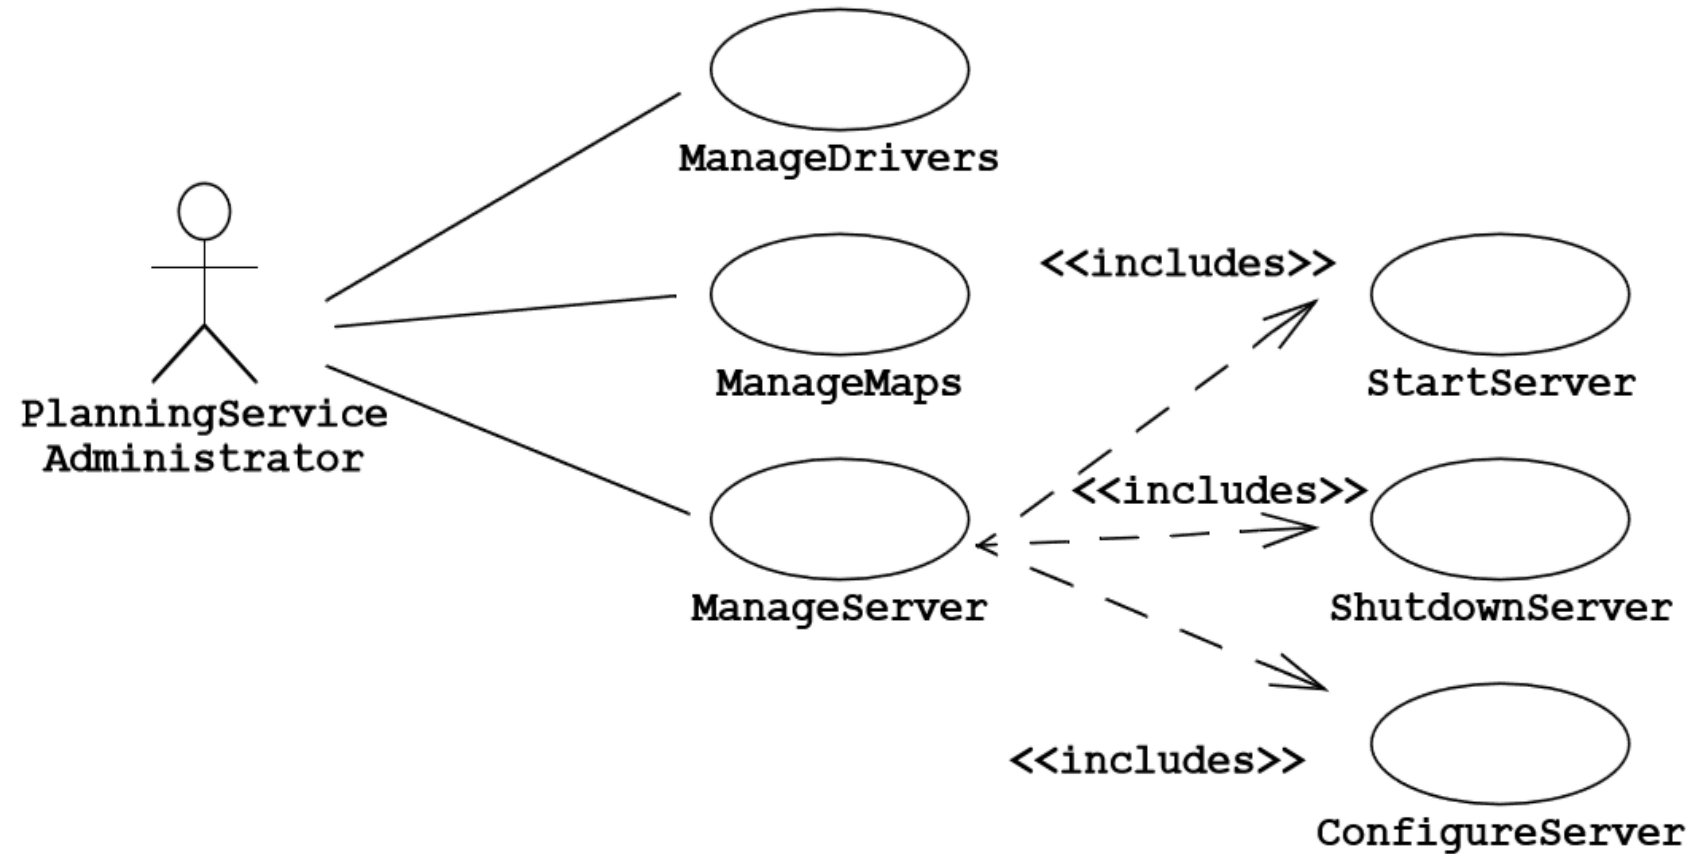 ManageDrivers
<<includes>>
ManageMaps
StartServer
PlanningService
Administrator
<<includes>>
ManageServer
ShutdownServer
<<includes>>
ConfigureServer